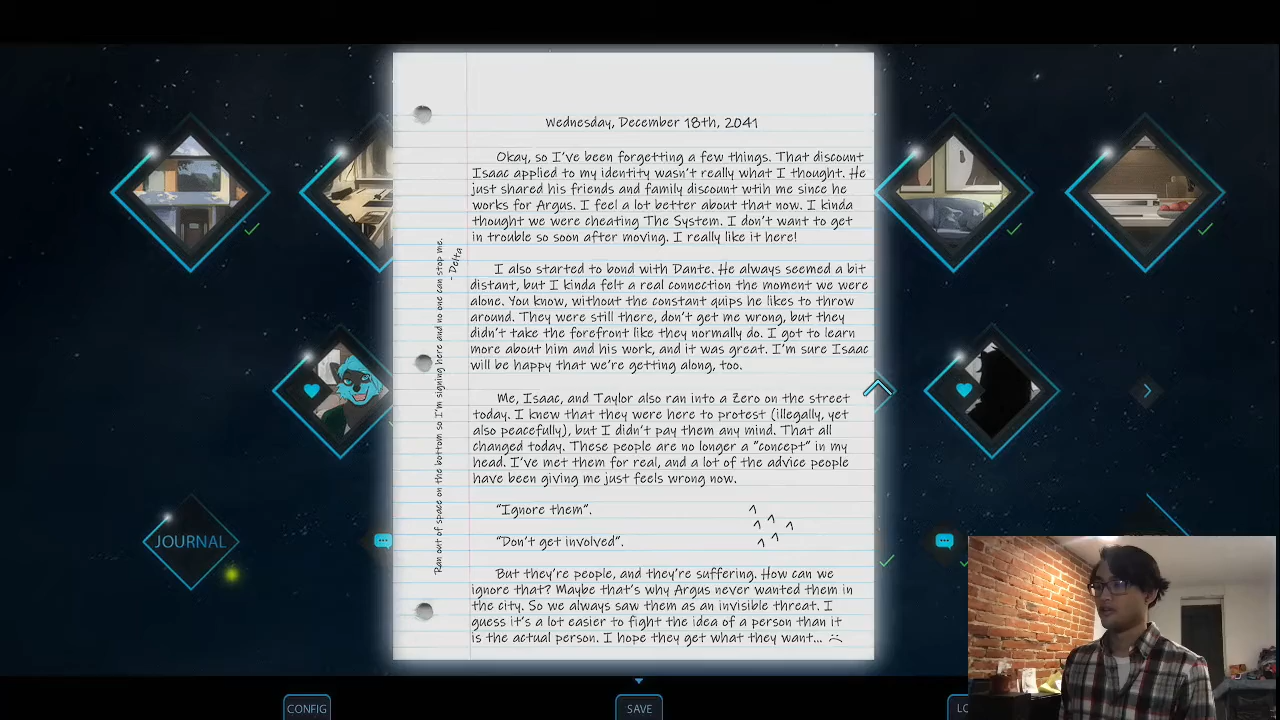 Wednesday, December 18th, 2041
Okay, so I've been forgetting a few things. That discount
Isaac applied to my identity wasn't really what I thought. He
just shared his friends and family discount wtih me since he
works for Argus. I feel a lot better about that now. I kinda
thought we were cheating The System. I don't want to get
in trouble so soon after moving. I really like it here!
I also started to bond with Dante. He always seemed a bit
distant, but I kinda felt a real connection the moment we were
alone. You know, without the constant quips he likes to throw
around. They were still there, don't get me wrong, but they
didn't take the forefront like they normally do. I got to learn
more about him and his work, and it was great. I'm sure Isaac
will be happy that we're getting along, too.
Me, Isaac, and Taylor also ran into a Zero on the street
today. I knew that they were here to protest (illegally, yet
also peacefully), but I didn't pay them any mind. That all
changed today. These people are no longer a "concept" in my
head. I've met them for real, and a lot of the advice people
have been giving me just feels wrong now.
"Ignore them".
"Don't get involved".
But they're people, and they're suffering. How can we
ignore that? Maybe that's why Argus never wanted them in
the city. So we always saw them as an invisible threat. I
guess it's a lot easier to fight the idea of a person than it
is the actual person. I hope they get what they want... :(
Ran out of space on the bottom so I'm signing here and no one can stop me.
- Delta
JOURNAL
CONFIG
SAVE